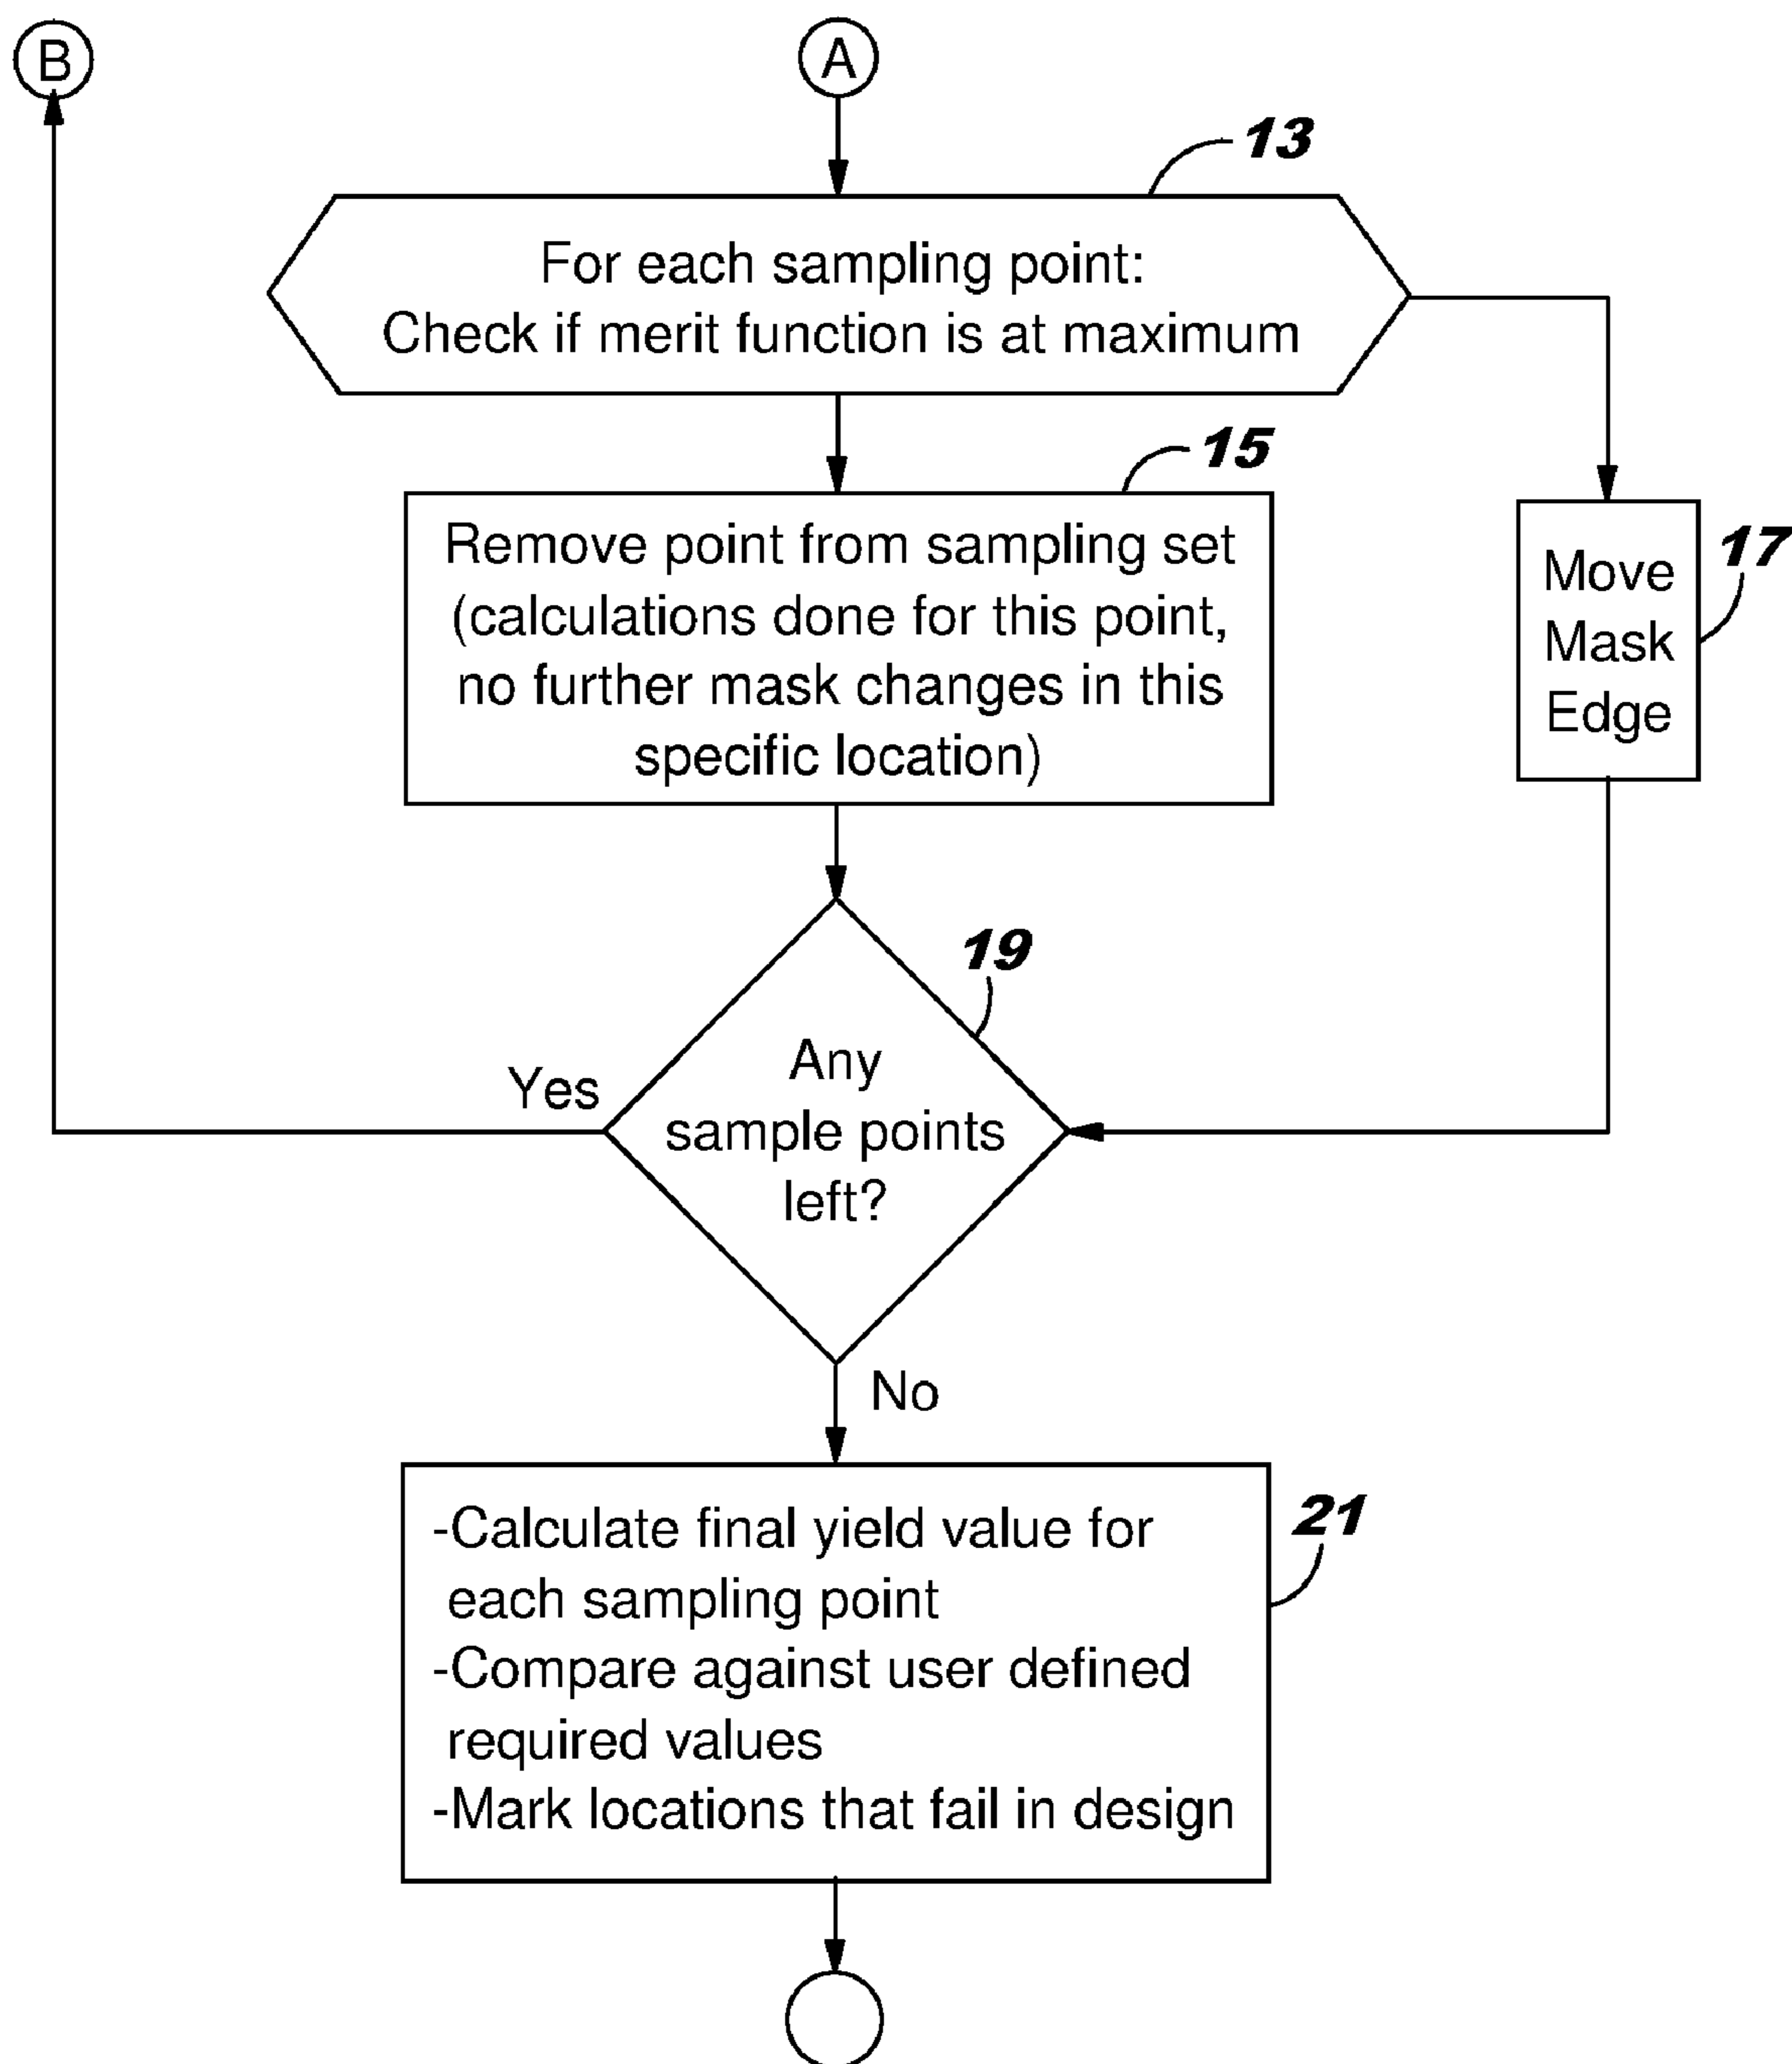 B
A
13
For each sampling point:
Check if merit function is at maximum
15
Remove point from sampling set
(calculations done for this point,
no further mask changes in this
specific location)
17
Move
Mask
Edge
19
Any
sample points
left?
Yes
No
21
-Calculate final yield value for
each sampling point
-Compare against user defined
required values
-Mark locations that fail in design